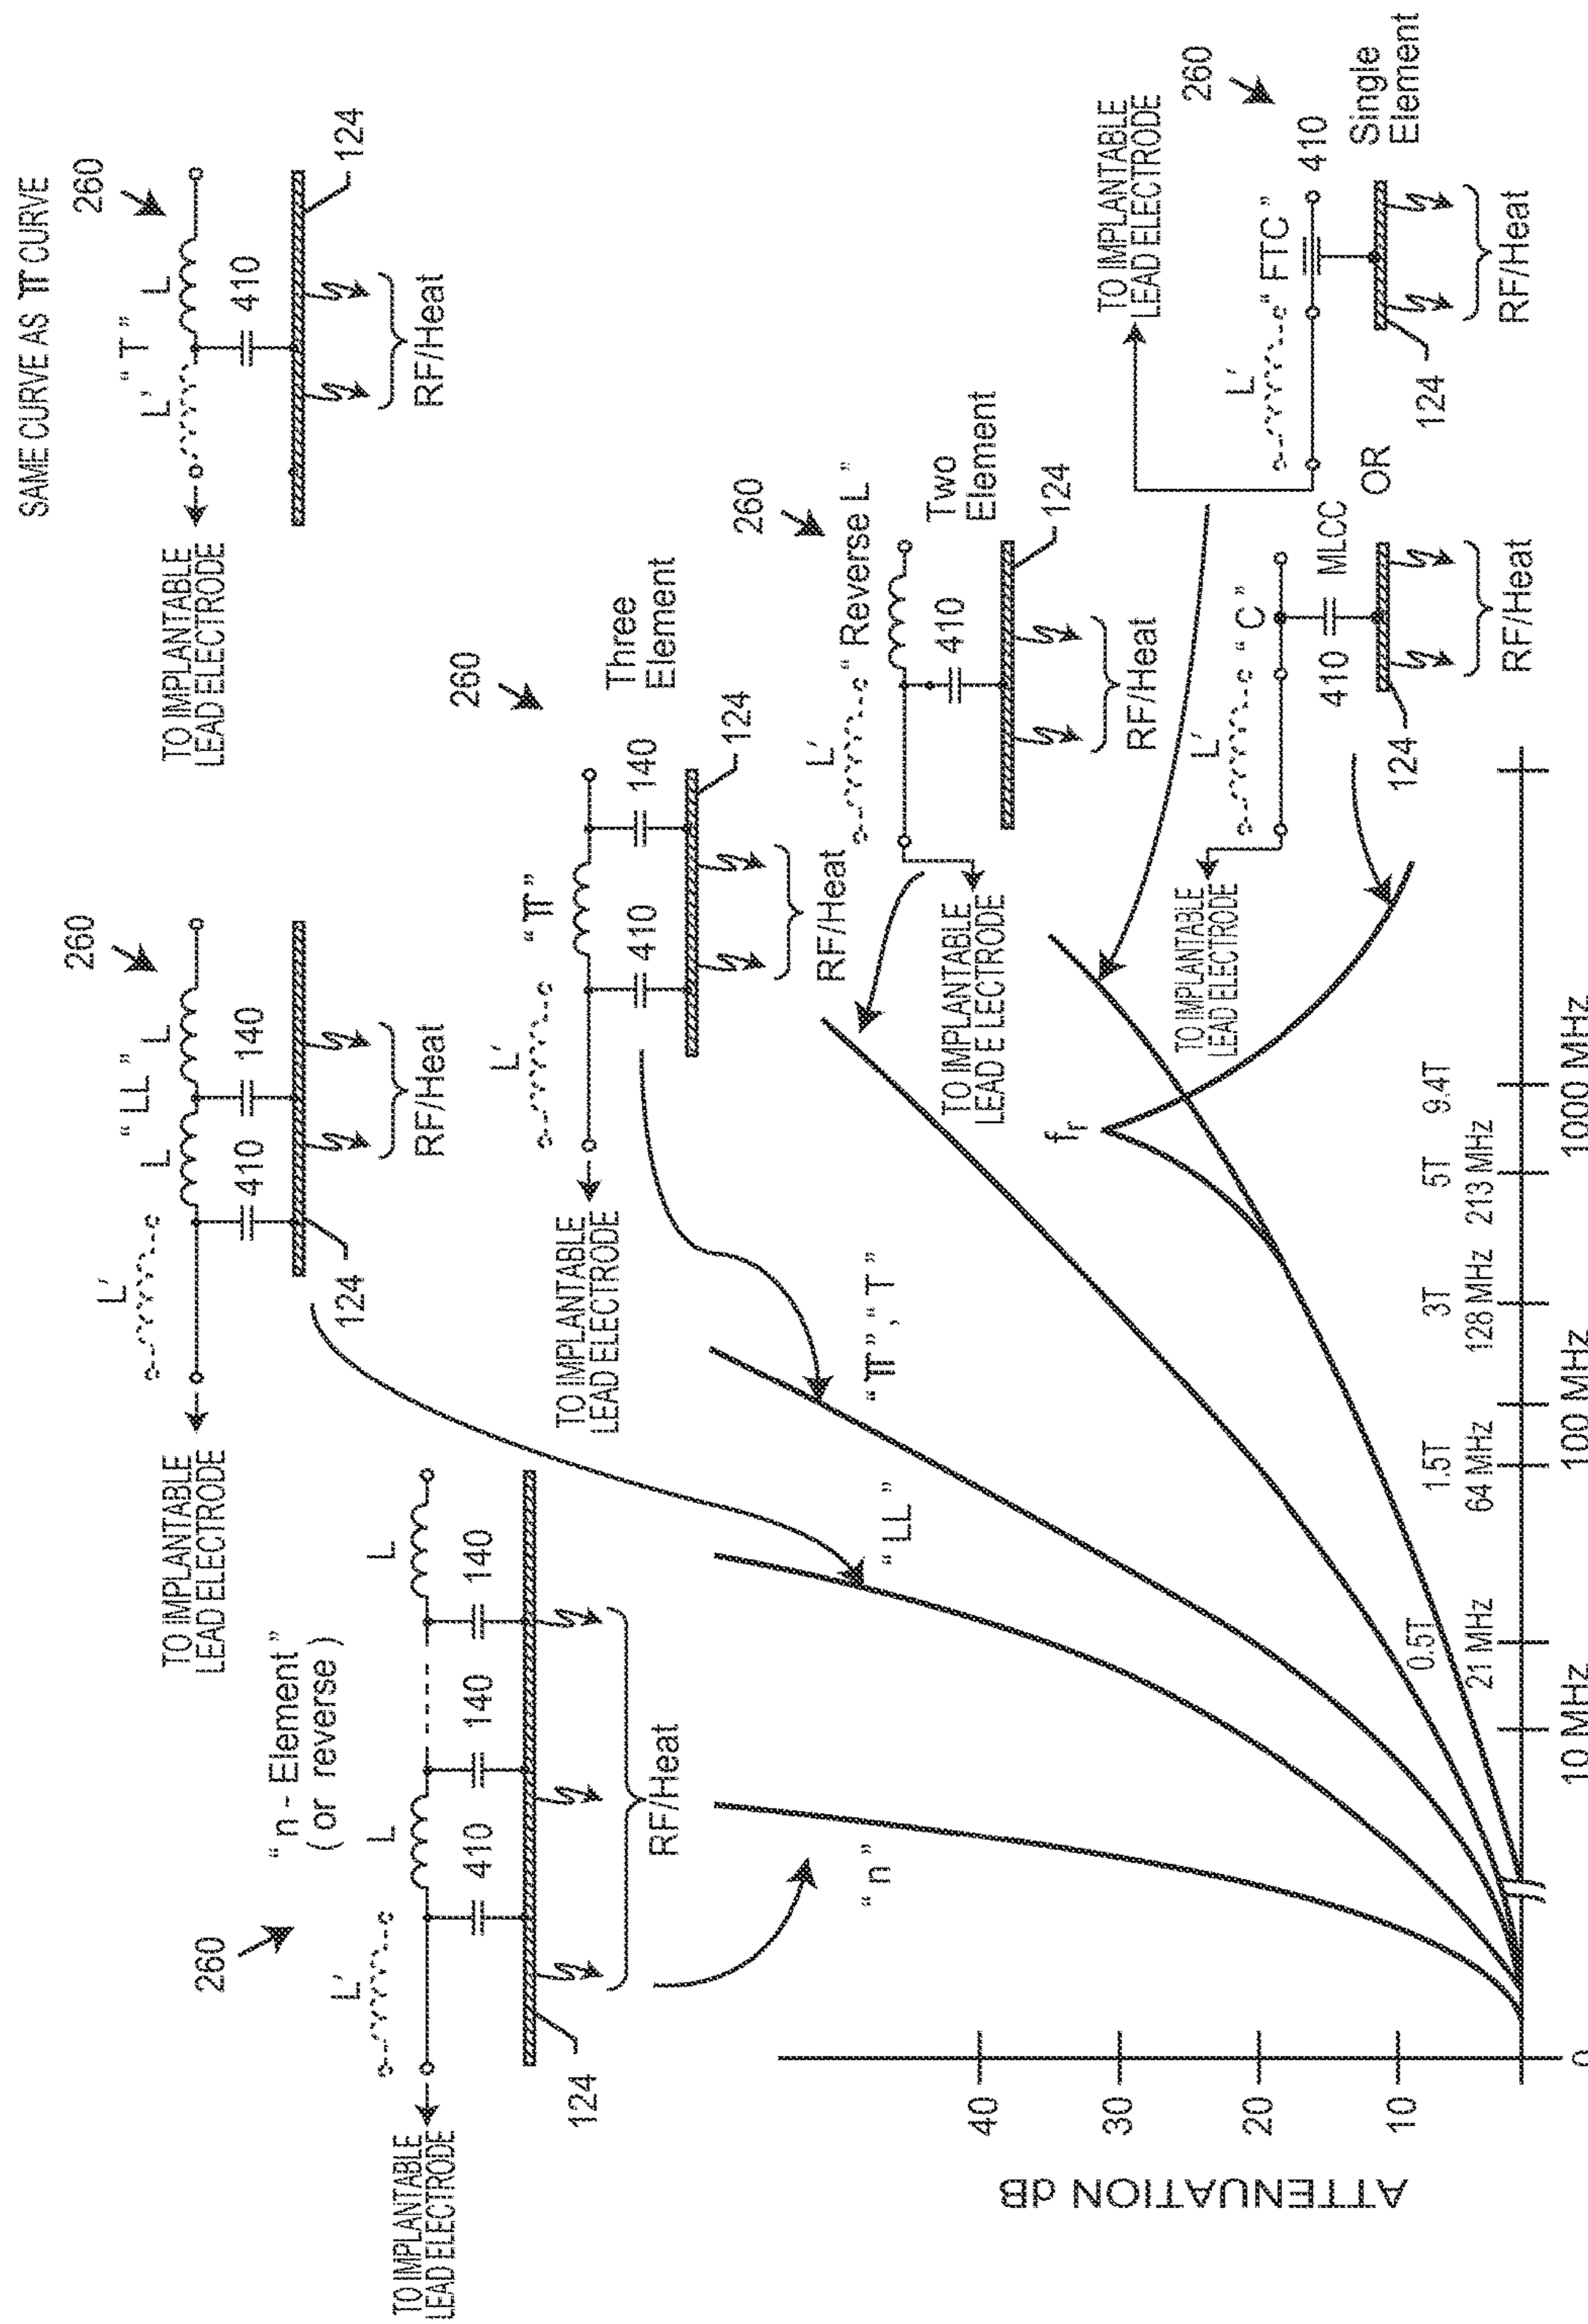 SAME CURVE AS π CURVE
260
“ T ”
L'
L
410
124
RF/Heat
TO IMPLANTABLE
LEAD ELECTRODE
260
“ LL ”
L'
L
L
410
140
124
RF/Heat
TO IMPLANTABLE
LEAD ELECTRODE
“ n - Element ”
( or reverse )
260
L'
L
L
410
140
140
124
RF/Heat
TO IMPLANTABLE
LEAD ELECTRODE
260
“ π ”
Three
Element
L'
410
140
124
RF/Heat
TO IMPLANTABLE
LEAD ELECTRODE
260
L'
“ Reverse L ”
Two
Element
410
124
RF/Heat
TO IMPLANTABLE
LEAD ELECTRODE
TO IMPLANTABLE
LEAD ELECTRODE
260
L'
“ FTC ”
410
Single
Element
124
RF/Heat
OR
L'
“ C ”
410
MLCC
124
RF/Heat
TO IMPLANTABLE
LEAD ELECTRODE
“ n ”
“ LL ”
“ π ” , “ T ”
fr
ATTENUATION dB
40
30
20
10
0.5T
1.5T
3T
5T
9.4T
21 MHz
64 MHz
128 MHz
213 MHz
0
10 MHz
100 MHz
1000 MHz